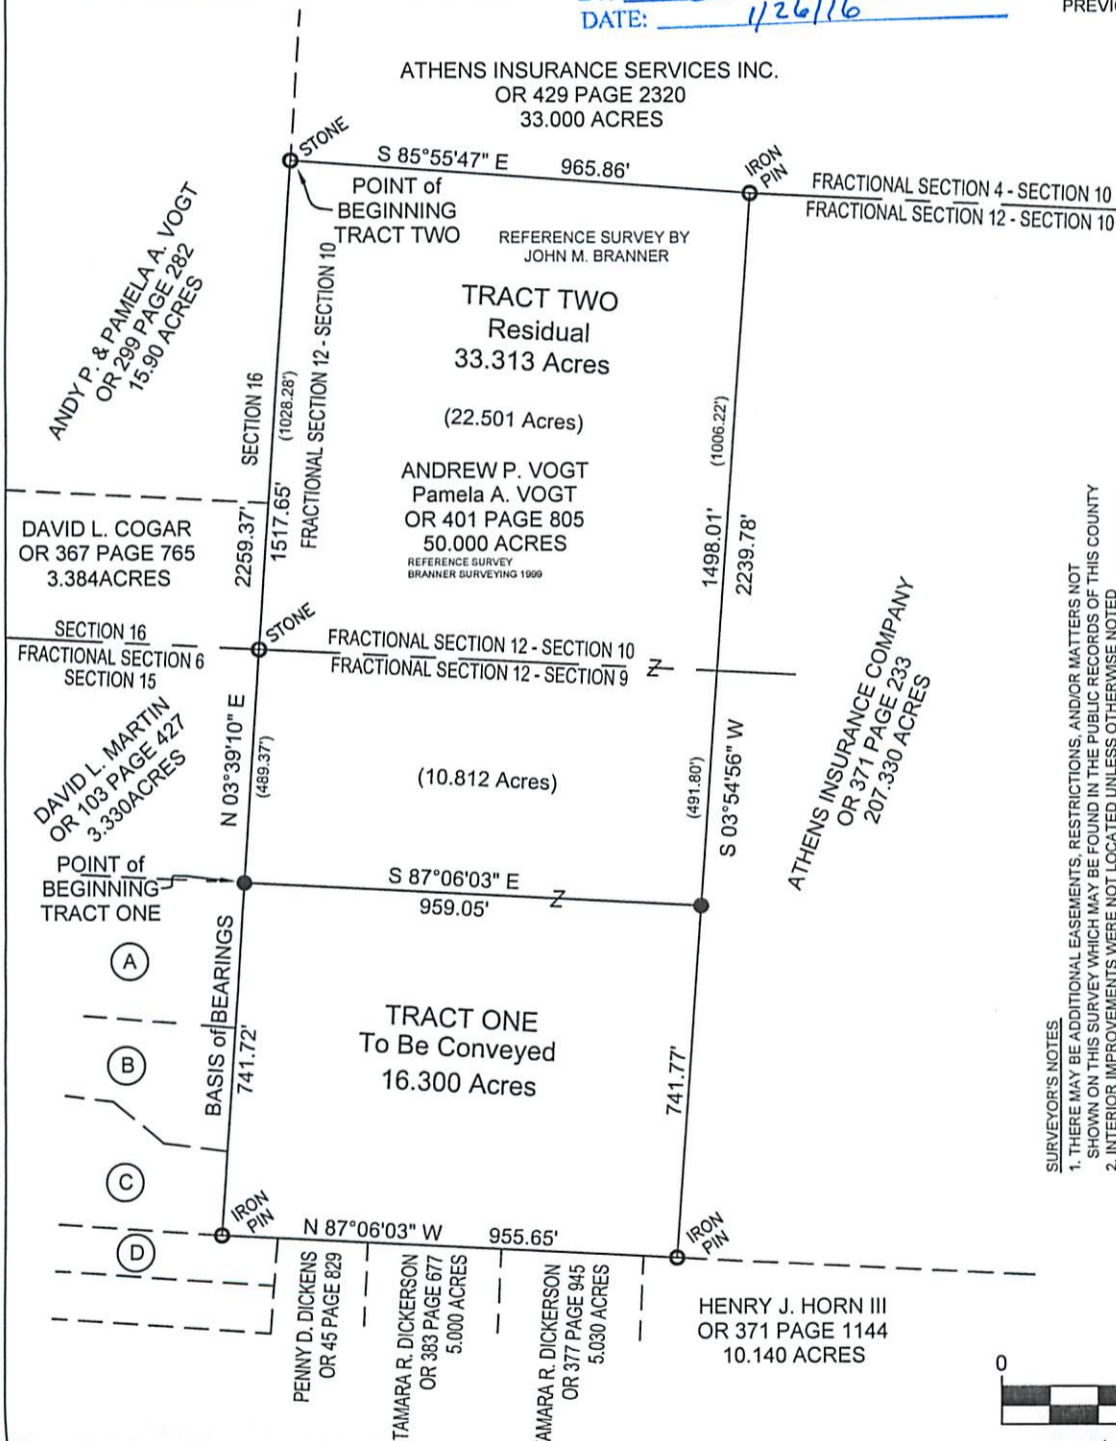 DATE: 1/26/16
ATHENS INSURANCE SERVICES INC.
OR 429 PAGE 2320
33.000 ACRES
STONE
S 85°55'47" E 965.86'
IRON
PIN
FRACTIONAL SECTION 4 - SECTION 10
FRACTIONAL SECTION 12 - SECTION 10
POINT of
BEGINNING
TRACT TWO
REFERENCE SURVEY BY
JOHN M. BRANNER
ANDY P. & PAMELA A. VOGT
OR 299 PAGE 282
15.90 ACRES
TRACT TWO
Residual
33.313 Acres
(22.501 Acres)
SECTION 16
(1028.28')
FRACTIONAL SECTION 12 - SECTION 10
(1006.22')
ANDREW P. VOGT
Pamela A. VOGT
OR 401 PAGE 805
50.000 ACRES
REFERENCE SURVEY
BRANNER SURVEYING 1999
2259.37'
1517.65'
1498.01'
2239.78'
DAVID L. COGAR
OR 367 PAGE 765
3.384ACRES
SECTION 16
FRACTIONAL SECTION 6
SECTION 15
STONE
FRACTIONAL SECTION 12 - SECTION 10
FRACTIONAL SECTION 12 - SECTION 9
Z
ATHENS INSURANCE COMPANY
OR 371 PAGE 233
207.330 ACRES
DAVID L. MARTIN
OR 103 PAGE 427
3.330ACRES
N 03°39'10" E
(489.37')
(10.812 Acres)
(491.80')
S 03°54'56" W
POINT of
BEGINNING
TRACT ONE
S 87°06'03" E
959.05'
Z
A
B
C
D
BASIS of BEARINGS
741.72'
TRACT ONE
To Be Conveyed
16.300 Acres
741.77'
IRON
PIN
N 87°06'03" W 955.65'
IRON
PIN
PENNY D. DICKENS
OR 45 PAGE 829
TAMARA R. DICKERSON
OR 383 PAGE 677
5.000 ACRES
AMARA R. DICKERSON
OR 377 PAGE 945
5.030 ACRES
HENRY J. HORN III
OR 371 PAGE 1144
10.140 ACRES
SURVEYOR'S NOTES
1. THERE MAY BE ADDITIONAL EASEMENTS, RESTRICTIONS, AND/OR MATTERS NOT
SHOWN ON THIS SURVEY WHICH MAY BE FOUND IN THE PUBLIC RECORDS OF THIS COUNTY
2. INTERIOR IMPROVEMENTS WERE NOT LOCATED UNLESS OTHERWISE NOTED
0